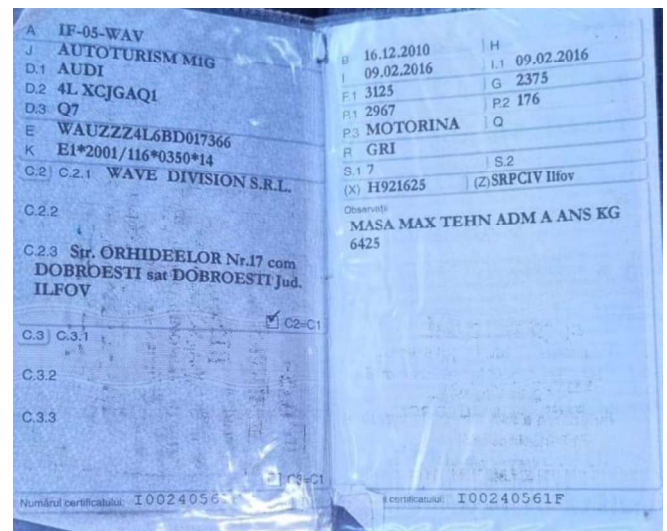 A IF-05-WAV
J AUTOTURISM M1G
D.1 AUDI
D.2 4L XCJGAQ1
D.3 Q7
E WAUZZZ4L6BD017366
K E1*2001/116*0350*14
C.2) C.2.1 WAVE DIVISION S.R.L.
C.2.2
C.2.3 Str. ORHIDEELOR Nr.17 com
DOBROESTI sat DOBROESTI Jud.
ILFOV
C2=C1
C.3) C.3.1
C.3.2
C.3.3
C3=C1
Numărul certificatului: I0024056
B 16.12.2010 H
I 09.02.2016 I.1 09.02.2016
F.1 3125 G 2375
P.1 2967 P.2 176
P.3 MOTORINA Q
R GRI
S.1 7 S.2
(X) H921625 (Z) SRPCIV Ilfov
Observații
MASA MAX TEHN ADM A ANS KG
6425
certificatului: I00240561F